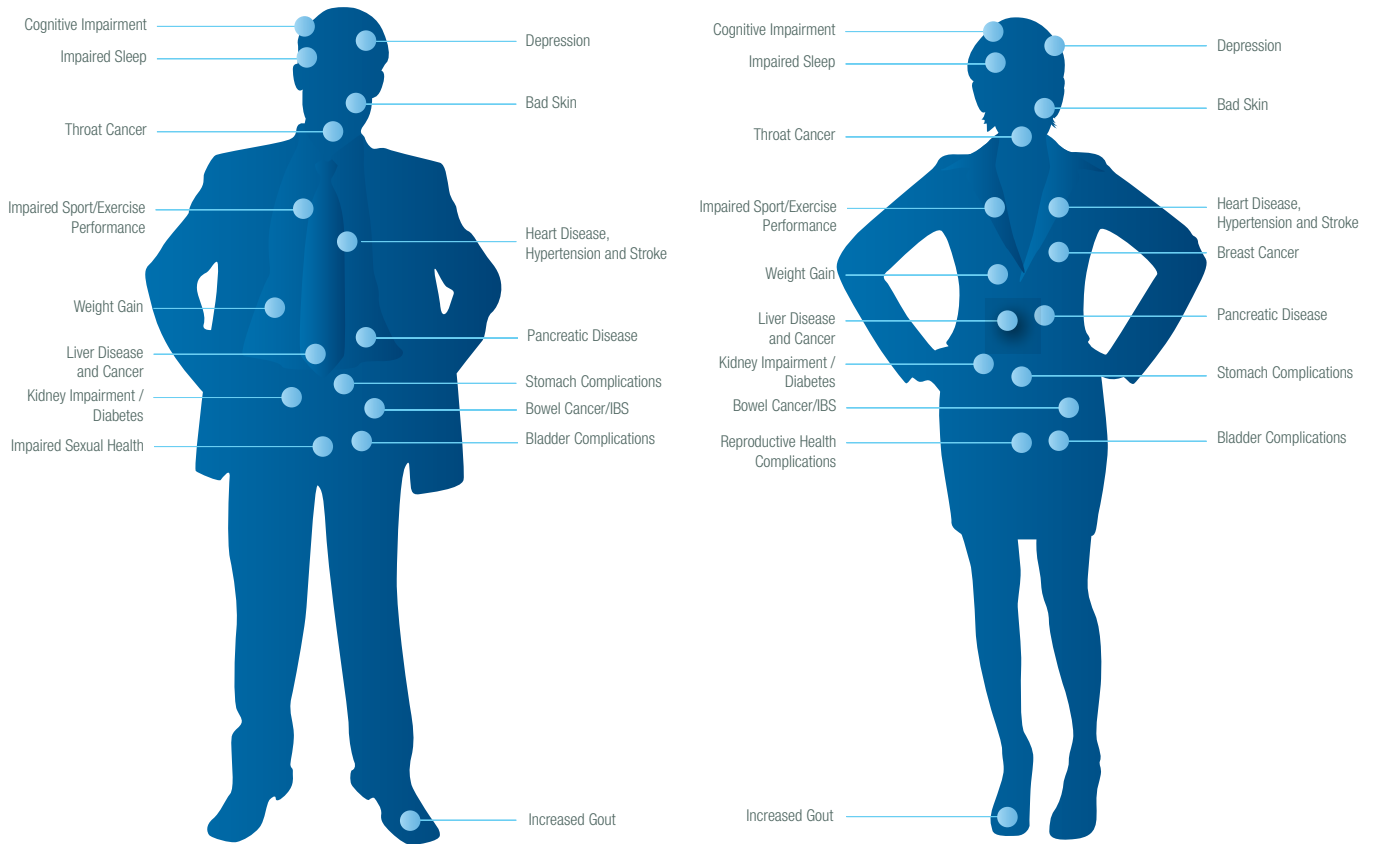 Cognitive Impairment
Impaired Sleep
Throat Cancer
Impaired Sport/Exercise
Performance
Weight Gain
Liver Disease
and Cancer
Kidney Impairment /
Diabetes
Impaired Sexual Health
Depression
Bad Skin
Heart Disease,
Hypertension and Stroke
Pancreatic Disease
Stomach Complications
Bowel Cancer/IBS
Bladder Complications
Increased Gout
Cognitive Impairment
Impaired Sleep
Throat Cancer
Impaired Sport/Exercise
Performance
Weight Gain
Liver Disease
and Cancer
Kidney Impairment /
Diabetes
Bowel Cancer/IBS
Reproductive Health
Complications
Increased Gout
Depression
Bad Skin
Heart Disease,
Hypertension and Stroke
Breast Cancer
Pancreatic Disease
Stomach Complications
Bladder Complications